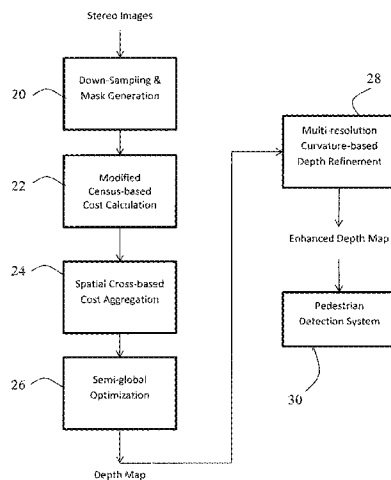 Stereo Images
20
Down-Sampling &
Mask Generation
22
Modified
Census-based
Cost Calculation
24
Spatial Cross-based
Cost Aggregation
26
Semi-global
Optimization
Depth Map
28
Multi-resolution
Curvature-based
Depth Refinement
Enhanced Depth Map
Pedestrian
Detection System
30